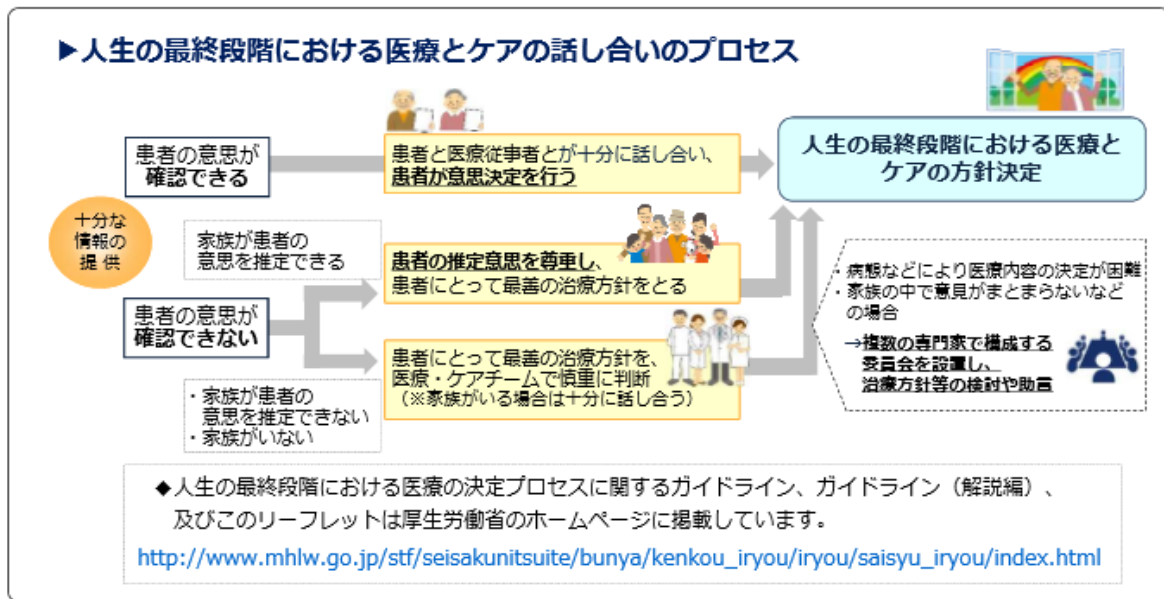 ▶人生の最終段階における医療とケアの話し合いのプロセス
患者の意思が
確認できる
患者と医療従事者とが十分に話し合い、
患者が意思決定を行う
人生の最終段階における医療と
ケアの方針決定
十分な
情報の
提 供
家族が患者の
意思を推定できる
患者の推定意思を尊重し、
患者にとって最善の治療方針をとる
患者の意思が
確認できない
・家族が患者の
意思を推定できない
・家族がいない
患者にとって最善の治療方針を、
医療・ケアチームで慎重に判断
（※家族がいる場合は十分に話し合う）
・病態などにより医療内容の決定が困難
・家族の中で意見がまとまらないなど
の場合
→複数の専門家で構成する
委員会を設置し、
治療方針等の検討や助言
◆人生の最終段階における医療の決定プロセスに関するガイドライン、ガイドライン（解説編）、
及びこのリーフレットは厚生労働省のホームページに掲載しています。
http://www.mhlw.go.jp/stf/seisakunitsuite/bunya/kenkou_iryou/iryou/saisyu_iryou/index.html